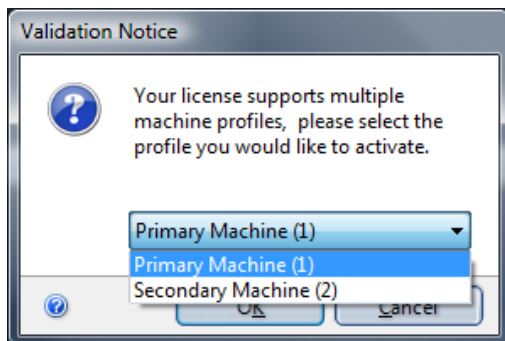 Validation Notice
Your license supports multiple
machine profiles,  please select the
profile you would like to activate.
Primary Machine (1)
Primary Machine (1)
Secondary Machine (2)
OK Cancel